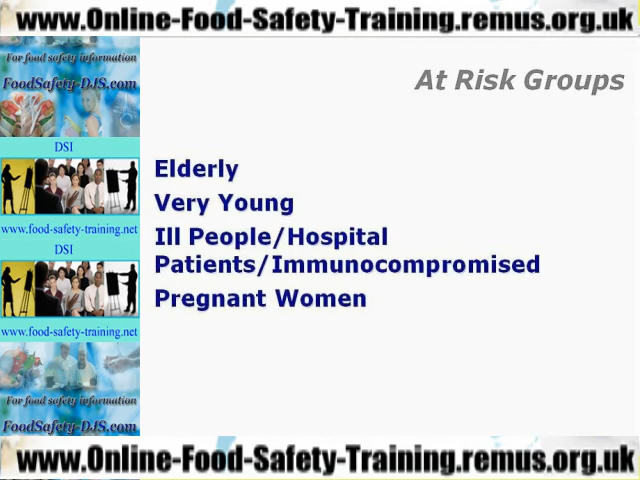 www.Online-Food-Safety-Training.remus.org.uk
For food safety information
FoodSafety-DJS.com
DSI
www.food-safety-training.net
DSI
www.food-safety-training.net
For food safety information
FoodSafety-DJS.com
At Risk Groups
Elderly
Very Young
Ill People/Hospital
Patients/Immunocompromised
Pregnant Women
www.Online-Food-Safety-Training.remus.org.uk